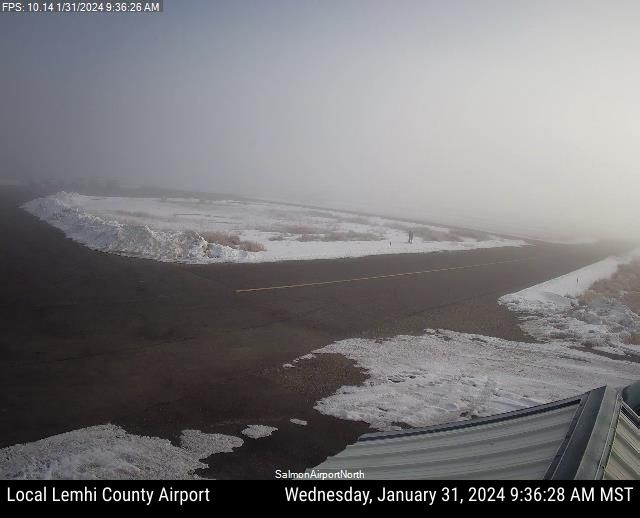 FPS: 10.14 1/31/2024 9:36:26 AM
SalmonAirportNorth
Local Lemhi County Airport Wednesday, January 31, 2024 9:36:28 AM MST